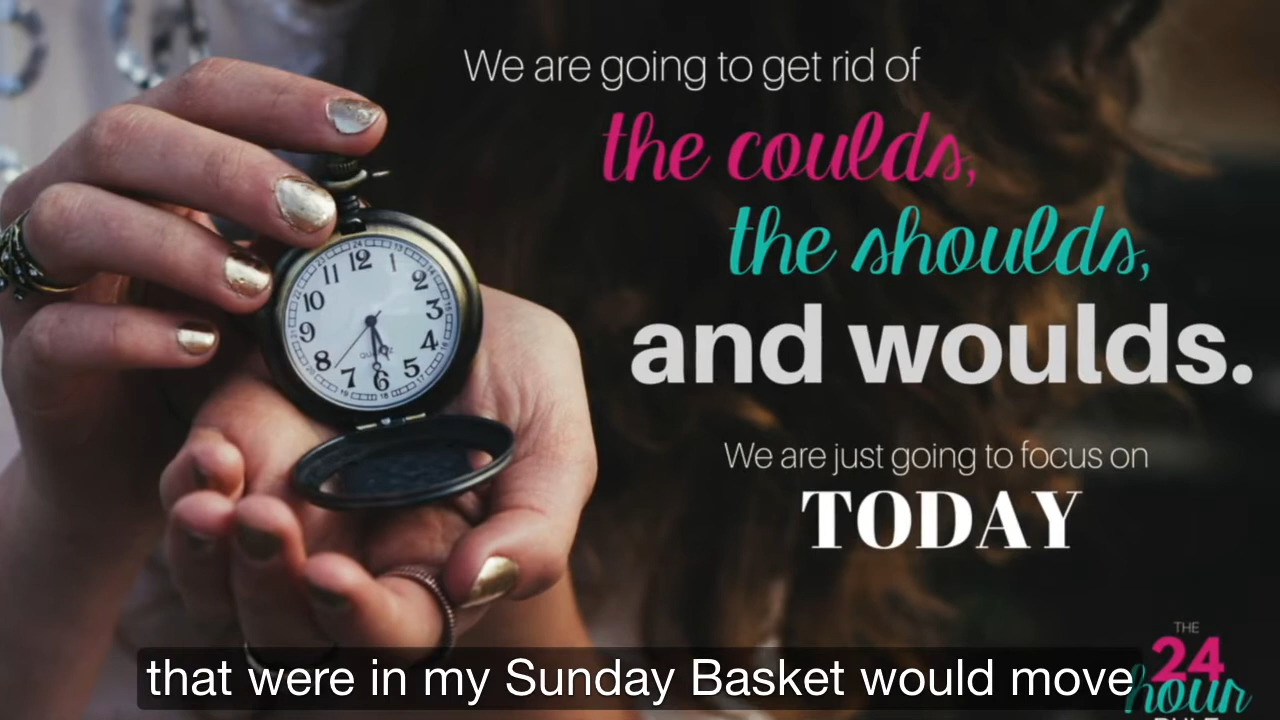 We are going to get rid of
the coulds,
the shoulds,
and woulds.
We are just going to focus on
TODAY
THE
24
hour
that were in my Sunday Basket would move